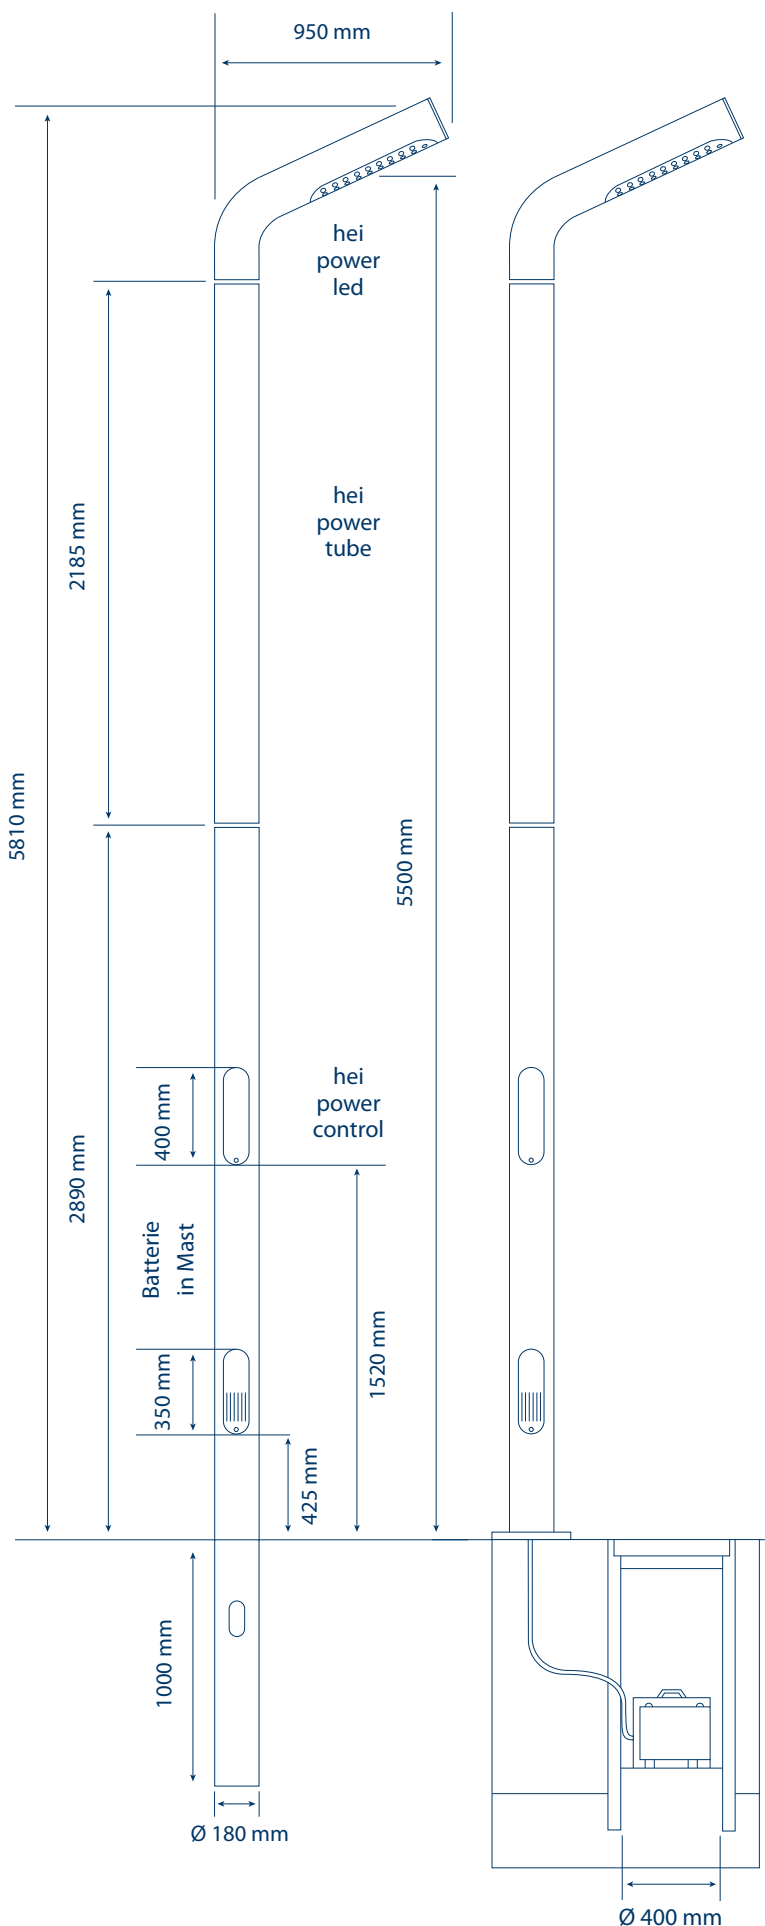 950 mm
hei
power
led
2185 mm
hei
power
tube
5810 mm
5500 mm
400 mm
hei
power
control
2890 mm
Batterie
in Mast
1520 mm
350 mm
425 mm
1000 mm
Ø 180 mm
Ø 400 mm